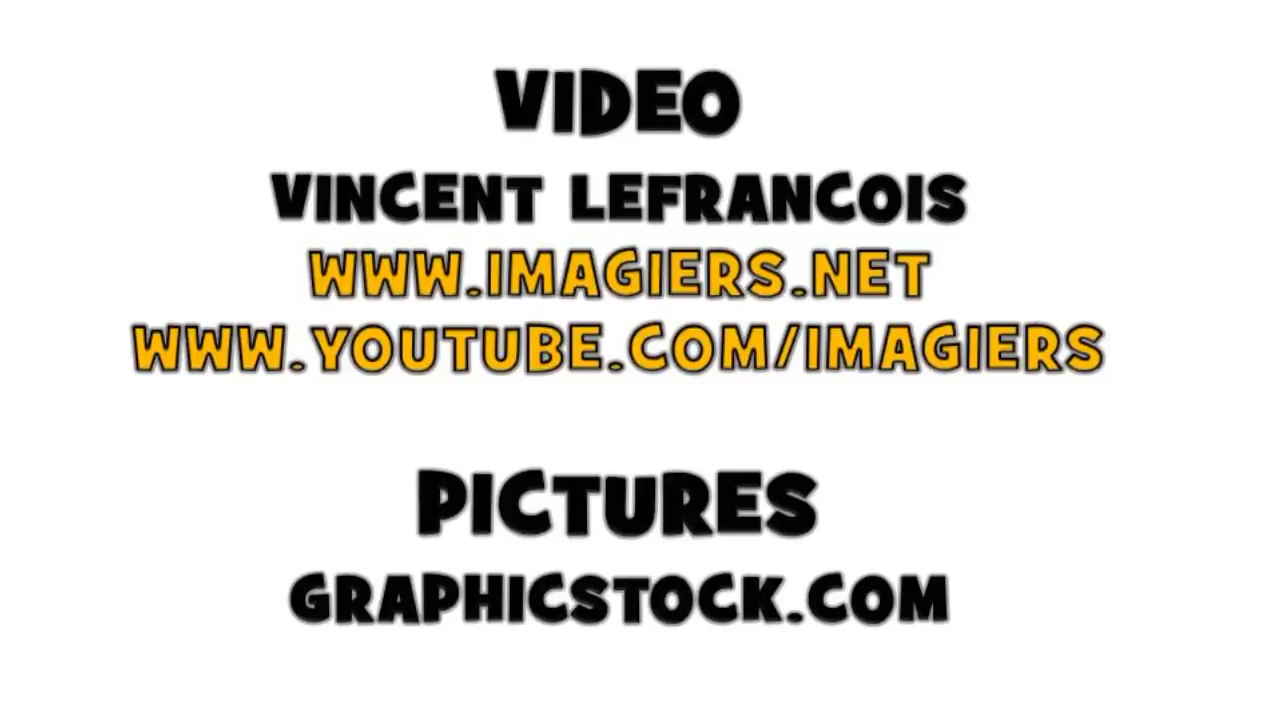 VIDEO
VINCENT LEFRANCOIS
WWW.IMAGIERS.NET
WWW.YOUTUBE.COM/IMAGIERS
PICTURES
GRAPHICSTOCK.COM